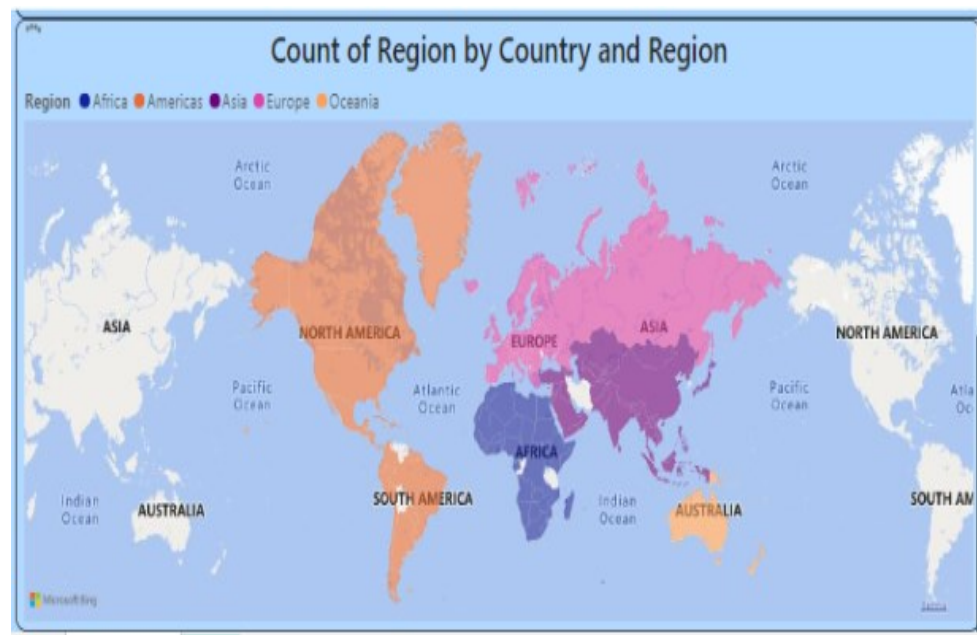 Count of Region by Country and Region
Region Africa Americas Asia Europe Oceania
Arctic
Ocean
Arctic
Ocean
ASIA
NORTH AMERICA
EUROPE
ASIA
NORTH AMERICA
Pacific
Ocean
Atlantic
Ocean
Pacific
Ocean
Atla
Oc
AFRICA
Indian
Ocean
AUSTRALIA
SOUTH AMERICA
Indian
Ocean
AUSTRALIA
SOUTH AM
Microsoft Bing